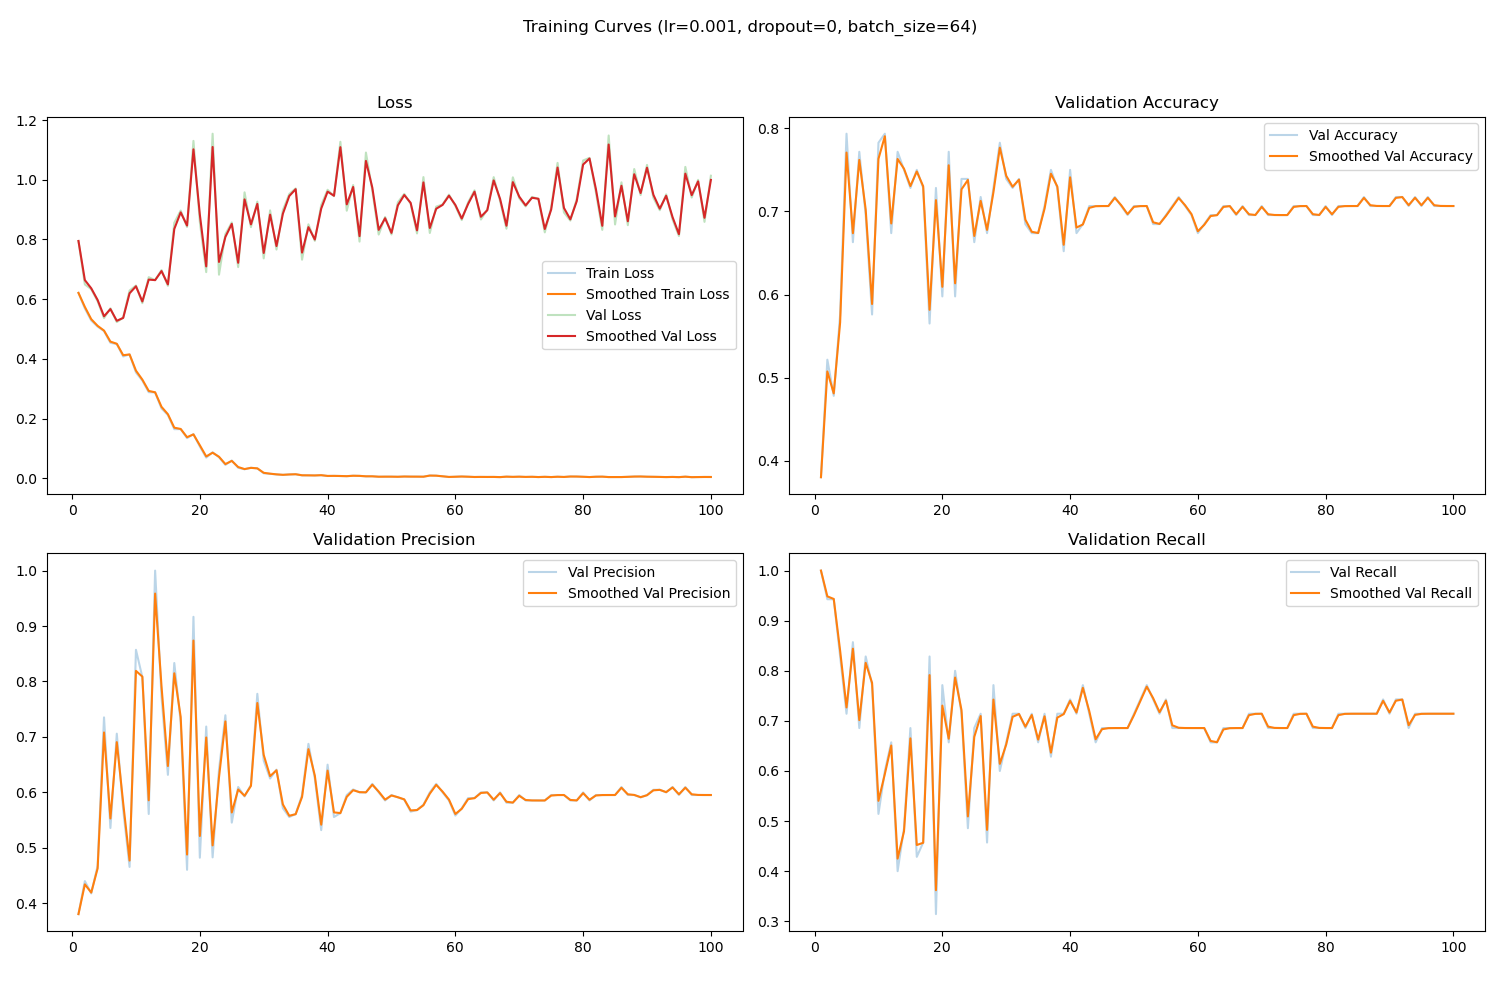 Training Curves (lr=0.001, dropout=0, batch_size=64)
Loss
1.2
1.0
0.8
0.6
0.4
0.2
0.0
0 20 40 60 80 100
Train Loss
Smoothed Train Loss
Val Loss
Smoothed Val Loss
Validation Accuracy
0.8
0.7
0.6
0.5
0.4
0 20 40 60 80 100
Val Accuracy
Smoothed Val Accuracy
Validation Precision
1.0
0.9
0.8
0.7
0.6
0.5
0.4
0 20 40 60 80 100
Val Precision
Smoothed Val Precision
Validation Recall
1.0
0.9
0.8
0.7
0.6
0.5
0.4
0.3
0 20 40 60 80 100
Val Recall
Smoothed Val Recall